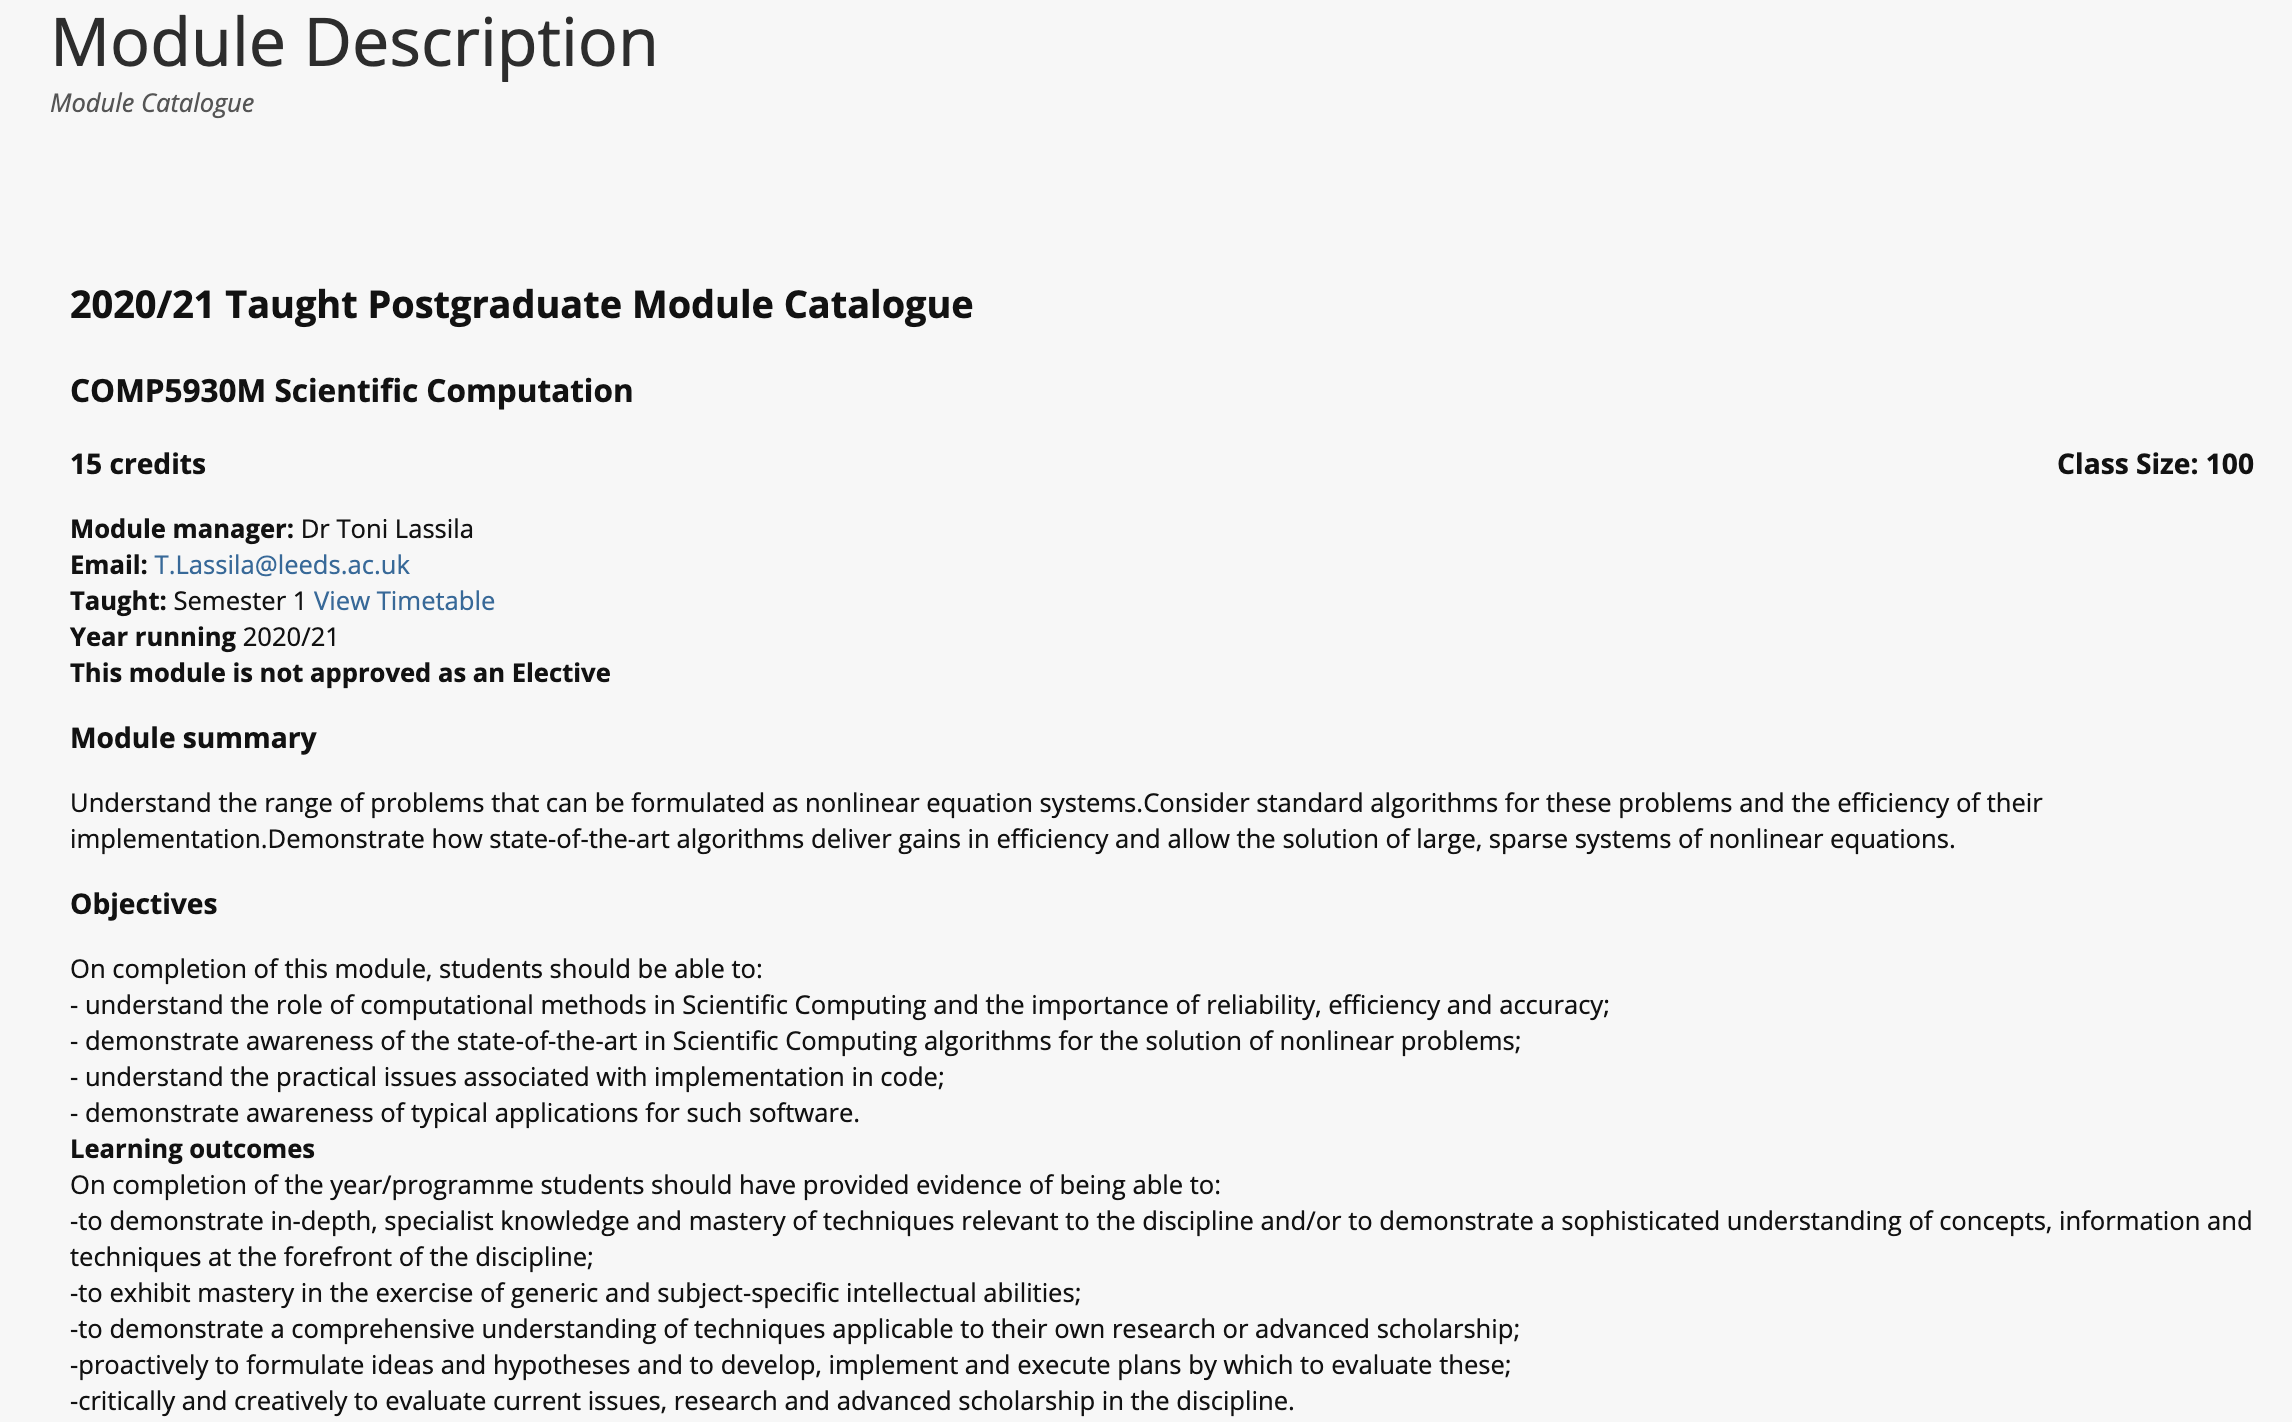 Module Description
Module Catalogue
2020/21 Taught Postgraduate Module Catalogue
COMP5930M Scientific Computation
15 credits Class Size: 100
Module manager: Dr Toni Lassila
Email: T.Lassila@leeds.ac.uk
Taught: Semester 1 View Timetable
Year running 2020/21
This module is not approved as an Elective
Module summary
Understand the range of problems that can be formulated as nonlinear equation systems.Consider standard algorithms for these problems and the efficiency of their
implementation.Demonstrate how state-of-the-art algorithms deliver gains in efficiency and allow the solution of large, sparse systems of nonlinear equations.
Objectives
On completion of this module, students should be able to:
- understand the role of computational methods in Scientific Computing and the importance of reliability, efficiency and accuracy;
- demonstrate awareness of the state-of-the-art in Scientific Computing algorithms for the solution of nonlinear problems;
- understand the practical issues associated with implementation in code;
- demonstrate awareness of typical applications for such software.
Learning outcomes
On completion of the year/programme students should have provided evidence of being able to:
-to demonstrate in-depth, specialist knowledge and mastery of techniques relevant to the discipline and/or to demonstrate a sophisticated understanding of concepts, information and
techniques at the forefront of the discipline;
-to exhibit mastery in the exercise of generic and subject-specific intellectual abilities;
-to demonstrate a comprehensive understanding of techniques applicable to their own research or advanced scholarship;
-proactively to formulate ideas and hypotheses and to develop, implement and execute plans by which to evaluate these;
-critically and creatively to evaluate current issues, research and advanced scholarship in the discipline.